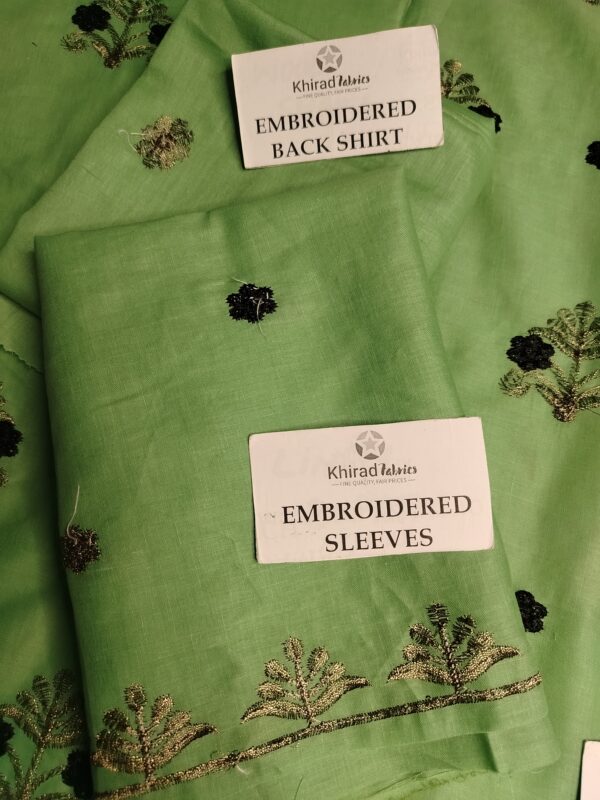 Khirad fabrics
FINE QUALITY, FAIR PRICES
EMBROIDERED
BACK SHIRT
Khirad fabrics
FINE QUALITY, FAIR PRICES
EMBROIDERED
SLEEVES